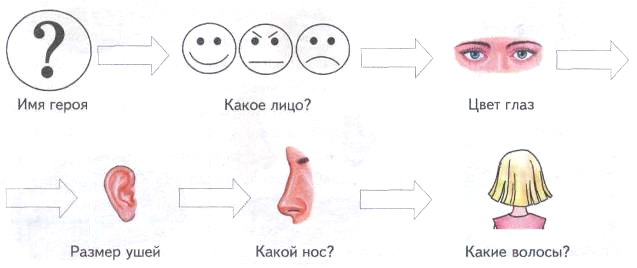 ?
Имя героя
Какое лицо?
Цвет глаз
Размер ушей
Какой нос?
Какие волосы?